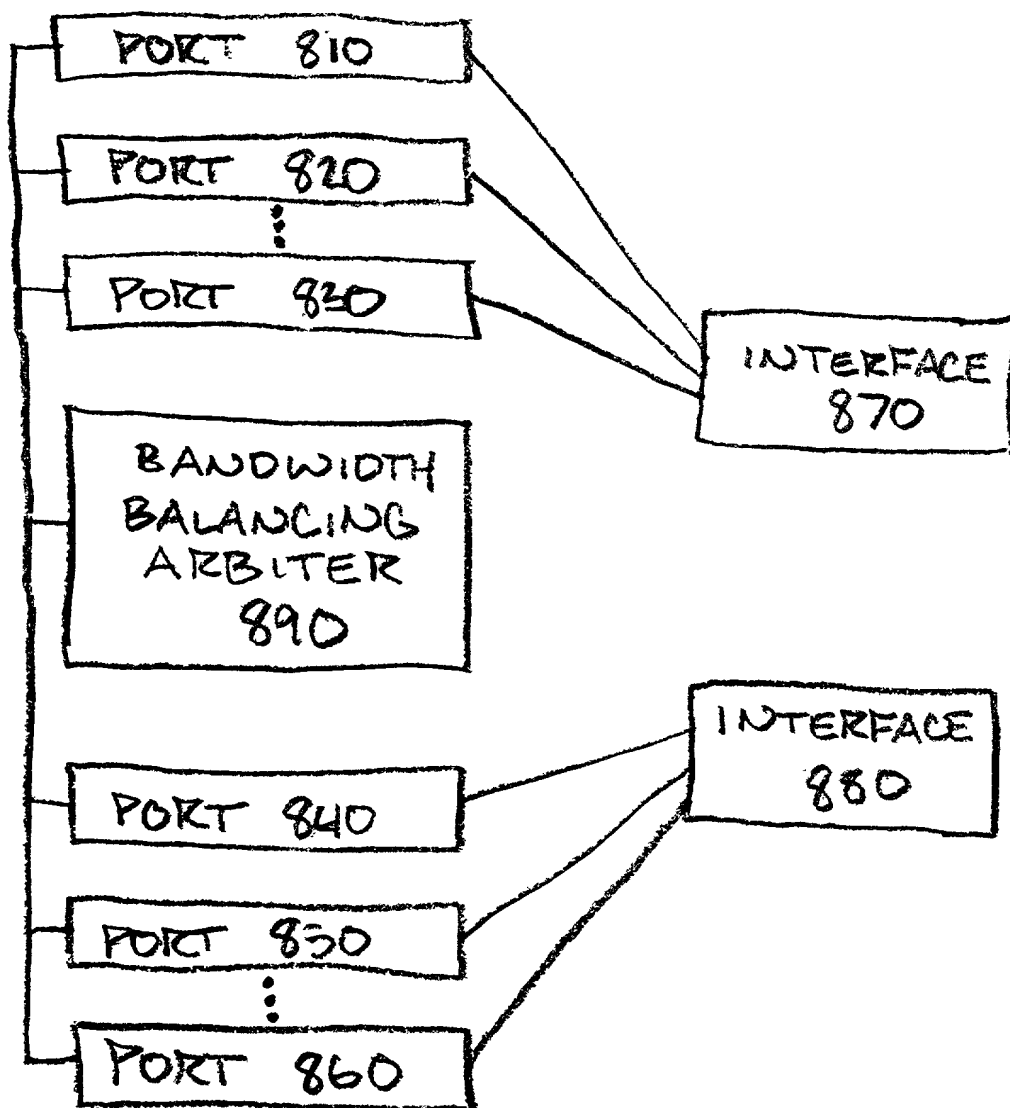 PORT 810
PORT 820
PORT 830
INTERFACE
870
BANDWIDTH
BALANCING
ARBITER
890
INTERFACE
880
PORT 840
PORT 850
PORT 860